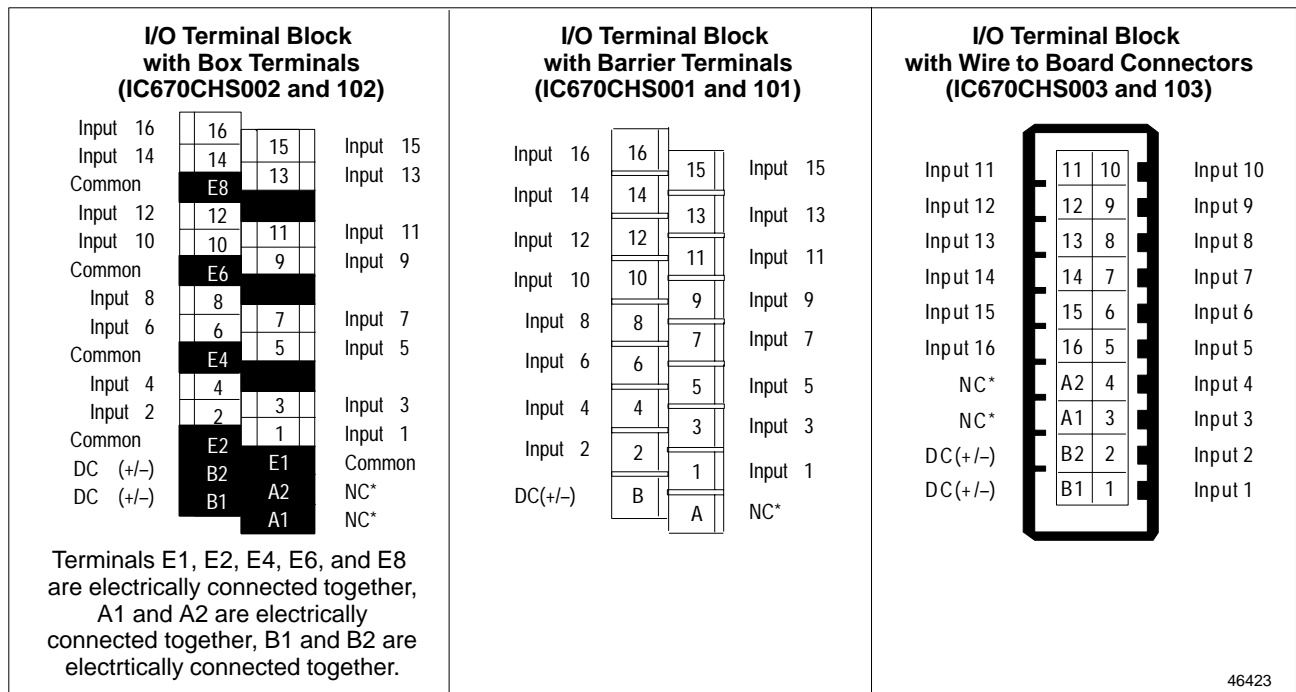 I/O Terminal Block
with Box Terminals
(IC670CHS002 and 102)
Input 16 16
15 Input 15
Input 14 14
13 Input 13
Common E8
Input 12 12
11 Input 11
Input 10 10
9 Input 9
Common E6
Input 8 8
7 Input 7
Input 6 6
5 Input 5
Common E4
Input 4 4
3 Input 3
Input 2 2
1 Input 1
Common E2
E1 Common
DC (+/–) B2
A2 NC*
DC (+/–) B1
A1 NC*
Terminals E1, E2, E4, E6, and E8
are electrically connected together,
A1 and A2 are electrically
connected together, B1 and B2 are
electrtically connected together.
I/O Terminal Block
with Barrier Terminals
(IC670CHS001 and 101)
Input 16 16
15 Input 15
Input 14 14
13 Input 13
Input 12 12
11 Input 11
Input 10 10
9 Input 9
Input 8 8
7 Input 7
Input 6 6
5 Input 5
Input 4 4
3 Input 3
Input 2 2
1 Input 1
DC(+/–) B
A NC*
I/O Terminal Block
with Wire to Board Connectors
(IC670CHS003 and 103)
Input 11 11 10 Input 10
Input 12 12 9 Input 9
Input 13 13 8 Input 8
Input 14 14 7 Input 7
Input 15 15 6 Input 6
Input 16 16 5 Input 5
NC* A2 4 Input 4
NC* A1 3 Input 3
DC(+/–) B2 2 Input 2
DC(+/–) B1 1 Input 1
46423